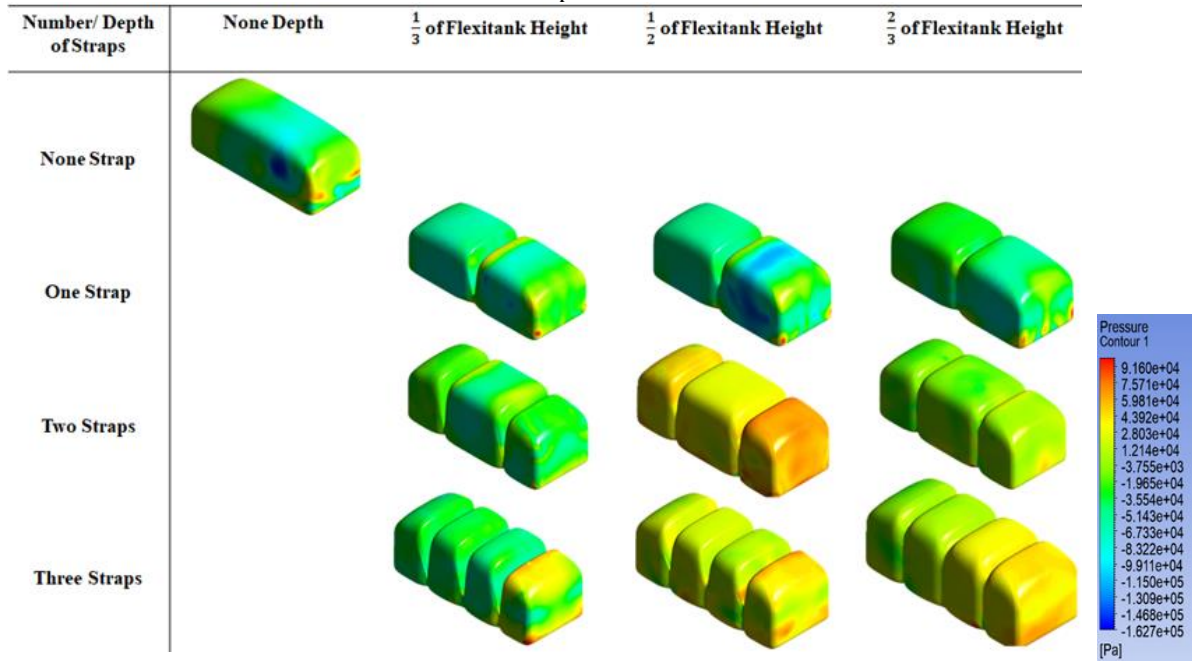 Number/ Depth
of Straps
None Depth
1/3 of Flexitank Height
1/2 of Flexitank Height
2/3 of Flexitank Height
None Strap
One Strap
Two Straps
Three Straps
Pressure
Contour 1
9.160e+04
7.571e+04
5.981e+04
4.392e+04
2.803e+04
1.214e+04
-3.755e+03
-1.965e+04
-3.554e+04
-5.143e+04
-6.733e+04
-8.322e+04
-9.911e+04
-1.150e+05
-1.309e+05
-1.468e+05
-1.627e+05
[Pa]